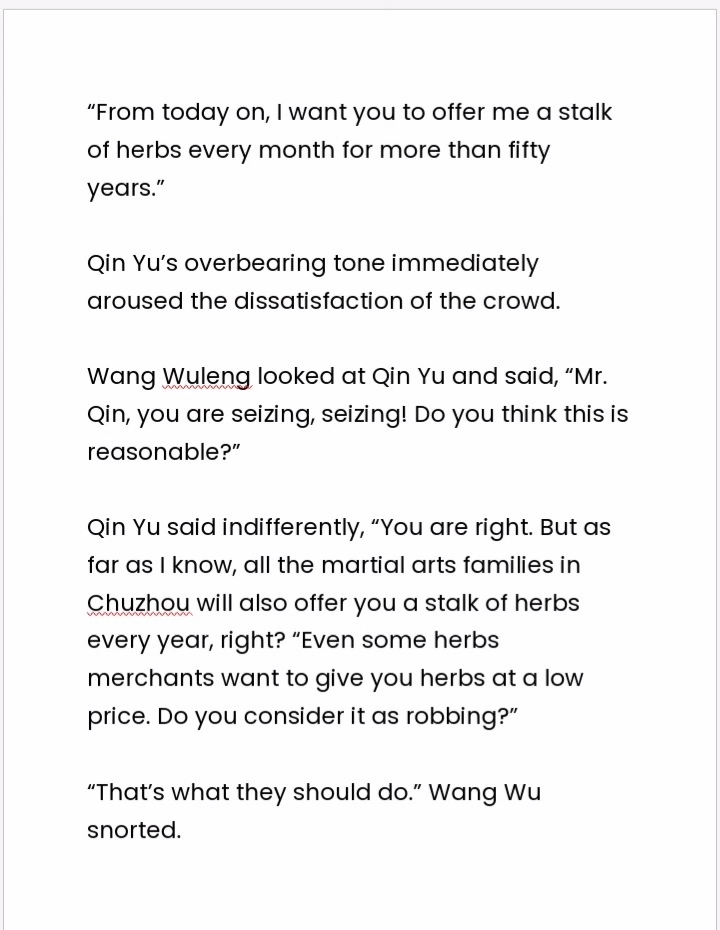 “From today on, I want you to offer me a stalk
of herbs every month for more than fifty
years.”
Qin Yu’s overbearing tone immediately
aroused the dissatisfaction of the crowd.
Wang Wuleng looked at Qin Yu and said, “Mr.
Qin, you are seizing, seizing! Do you think this is
reasonable?”
Qin Yu said indifferently, “You are right. But as
far as I know, all the martial arts families in
Chuzhou will also offer you a stalk of herbs
every year, right? “Even some herbs
merchants want to give you herbs at a low
price. Do you consider it as robbing?”
“That’s what they should do.” Wang Wu
snorted.